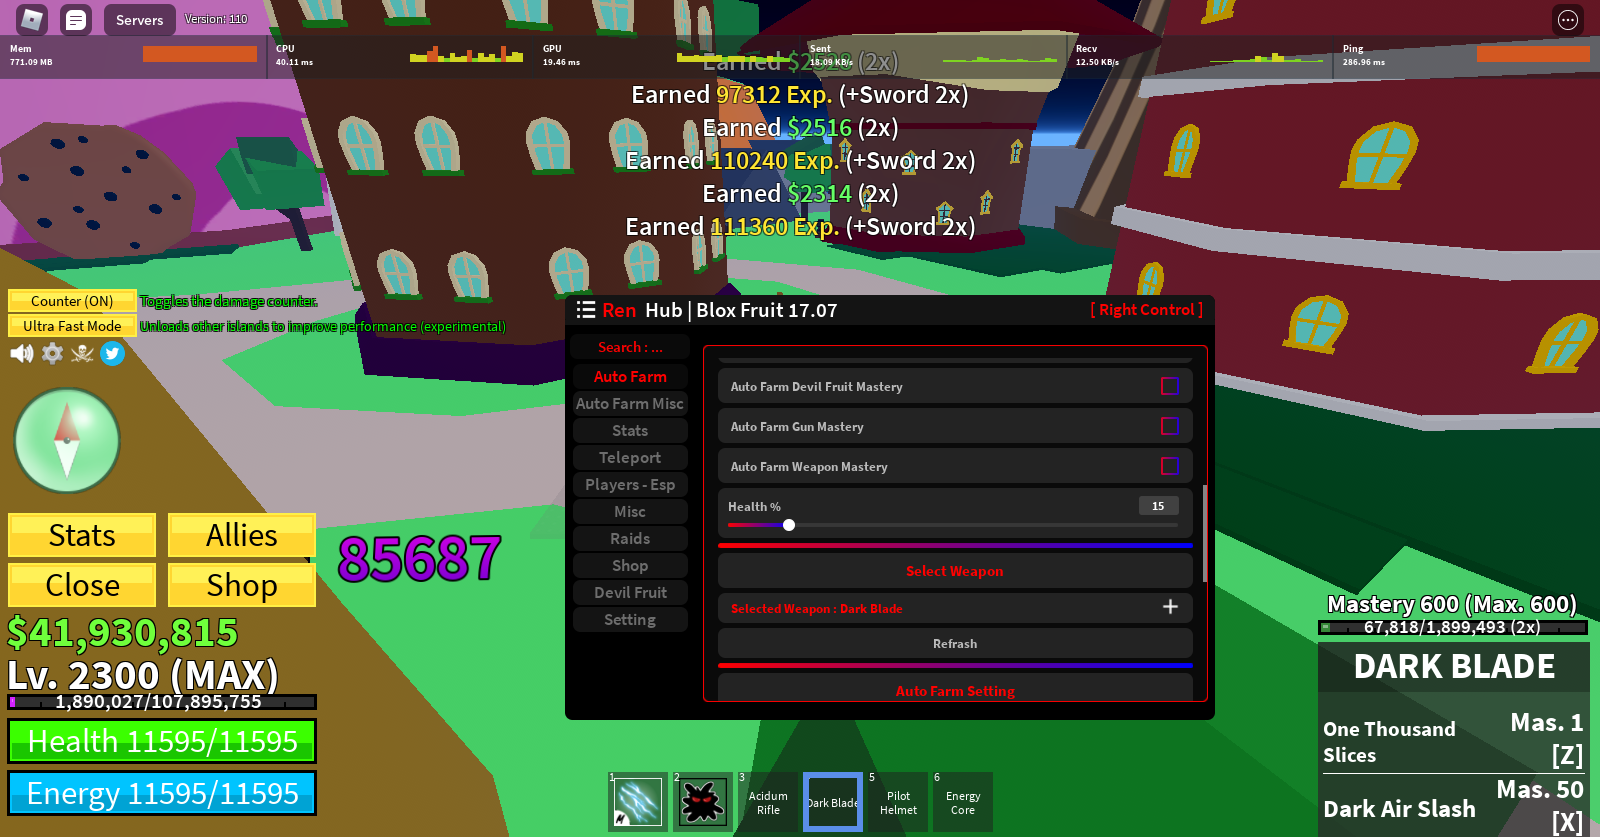 Servers
Version: 110
Mem
771.09 MB
CPU
40.11 ms
GPU
19.46 ms
Sent
18.09 KB/s
Recv
12.50 KB/s
Ping
286.96 ms
Earned $2528 (2x)
Earned 97312 Exp. (+Sword 2x)
Earned $2516 (2x)
Earned 110240 Exp. (+Sword 2x)
Earned $2314 (2x)
Earned 111360 Exp. (+Sword 2x)
Counter (ON)
Toggles the damage counter.
Ultra Fast Mode
Unloads other islands to improve performance (experimental)
Ren Hub | Blox Fruit 17.07
[ Right Control ]
Search : ...
Auto Farm
Auto Farm Misc
Stats
Teleport
Players - Esp
Misc
Raids
Shop
Devil Fruit
Setting
Auto Farm Devil Fruit Mastery
Auto Farm Gun Mastery
Auto Farm Weapon Mastery
Health %
15
Select Weapon
Selected Weapon : Dark Blade
+
Refrash
Auto Farm Setting
Stats
Allies
Close
Shop
85687
$41,930,815
Lv. 2300 (MAX)
1,890,027/107,895,755
Health 11595/11595
Energy 11595/11595
1
2
3
Acidum
Rifle
Dark Blade
5
Pilot
Helmet
6
Energy
Core
Mastery 600 (Max. 600)
67,818/1,899,493 (2x)
DARK BLADE
One Thousand
Slices
Mas. 1
[Z]
Dark Air Slash
Mas. 50
[X]